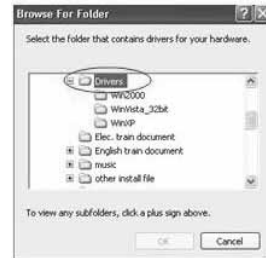 Browse For Folder
Select the folder that contains drivers for your hardware.
Drivers
Win2000
WinVista_32bit
WinXP
Elec. train document
English train document
music
other install file
To view any subfolders, click a plus sign above.
OK
Cancel